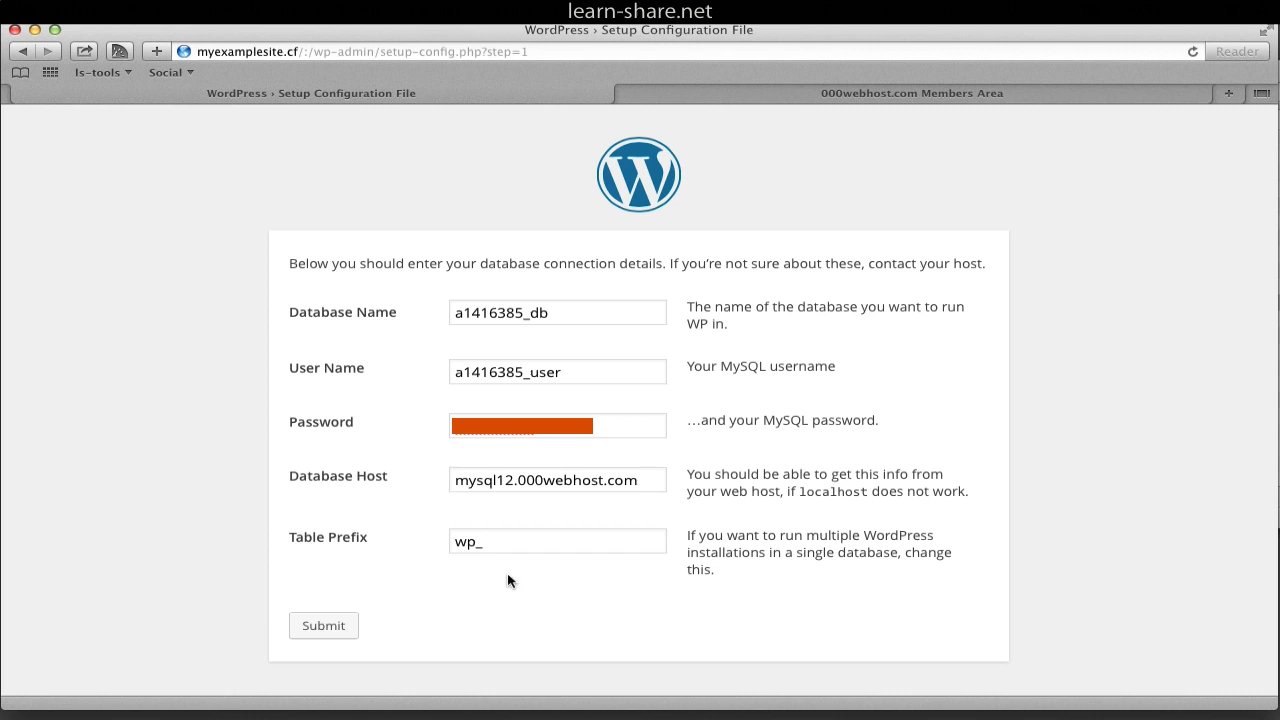 learn-share.net
WordPress › Setup Configuration File
myexamplesite.cf/:/wp-admin/setup-config.php?step=1
Reader
ls-tools
Social
WordPress › Setup Configuration File
000webhost.com Members Area
W
Below you should enter your database connection details. If you’re not sure about these, contact your host.
Database Name
a1416385_db
The name of the database you want to run
WP in.
User Name
a1416385_user
Your MySQL username
Password
…and your MySQL password.
Database Host
mysql12.000webhost.com
You should be able to get this info from
your web host, if localhost does not work.
Table Prefix
wp_
If you want to run multiple WordPress
installations in a single database, change
this.
Submit